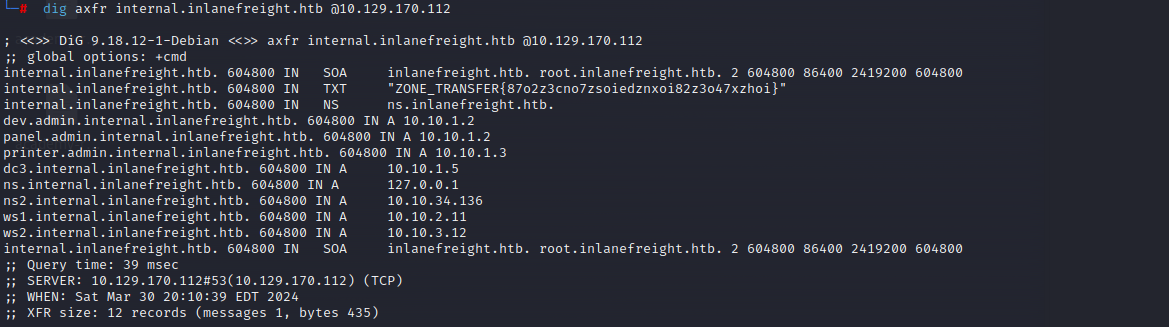 └─# dig axfr internal.inlanefreight.htb @10.129.170.112
; <<>> DiG 9.18.12-1-Debian <<>> axfr internal.inlanefreight.htb @10.129.170.112
;; global options: +cmd
internal.inlanefreight.htb. 604800 IN SOA inlanefreight.htb. root.inlanefreight.htb. 2 604800 86400 2419200 604800
internal.inlanefreight.htb. 604800 IN TXT "ZONE_TRANSFER{87o2z3cno7zsoiedznxoi82z3o47xzhoi}"
internal.inlanefreight.htb. 604800 IN NS ns.inlanefreight.htb.
dev.admin.internal.inlanefreight.htb. 604800 IN A 10.10.1.2
panel.admin.internal.inlanefreight.htb. 604800 IN A 10.10.1.2
printer.admin.internal.inlanefreight.htb. 604800 IN A 10.10.1.3
dc3.internal.inlanefreight.htb. 604800 IN A 10.10.1.5
ns.internal.inlanefreight.htb. 604800 IN A 127.0.0.1
ns2.internal.inlanefreight.htb. 604800 IN A 10.10.34.136
ws1.internal.inlanefreight.htb. 604800 IN A 10.10.2.11
ws2.internal.inlanefreight.htb. 604800 IN A 10.10.3.12
internal.inlanefreight.htb. 604800 IN SOA inlanefreight.htb. root.inlanefreight.htb. 2 604800 86400 2419200 604800
;; Query time: 39 msec
;; SERVER: 10.129.170.112#53(10.129.170.112) (TCP)
;; WHEN: Sat Mar 30 20:10:39 EDT 2024
;; XFR size: 12 records (messages 1, bytes 435)